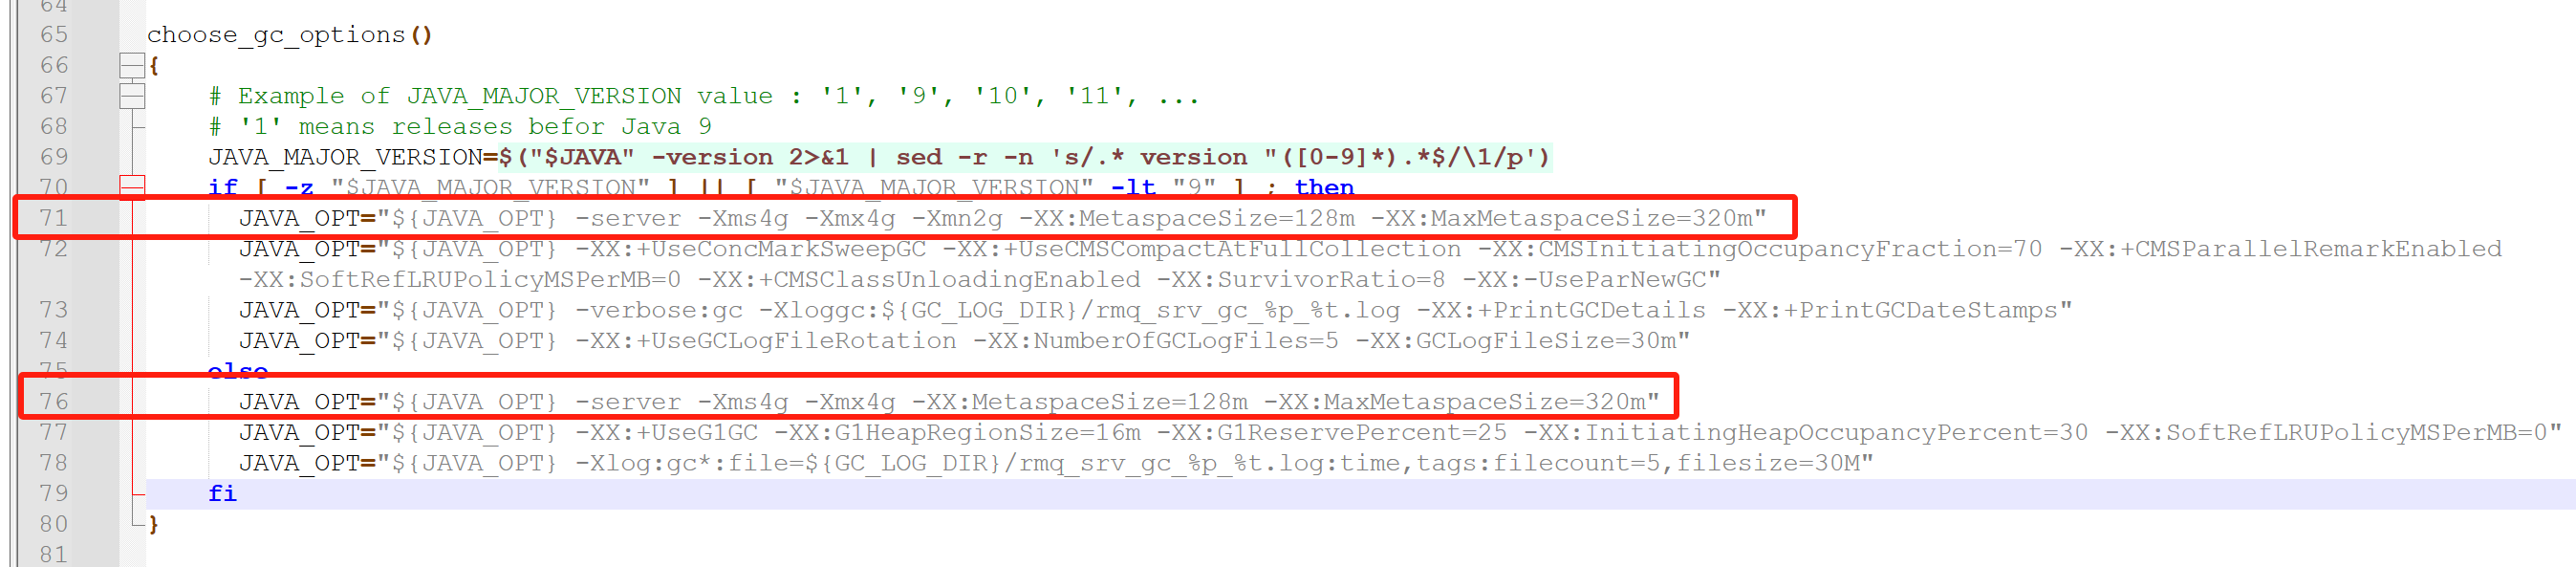 64
65 choose_gc_options()
66 {
67 # Example of JAVA_MAJOR_VERSION value : '1', '9', '10', '11', ...
68 # '1' means releases befor Java 9
69 JAVA_MAJOR_VERSION=$("$JAVA" -version 2>&1 | sed -r -n 's/.* version "([0-9]*).*$/\1/p')
70 if [ -z "$JAVA_MAJOR_VERSION" ] || [ "$JAVA_MAJOR_VERSION" -lt "9" ] ; then
71 JAVA_OPT="${JAVA_OPT} -server -Xms4g -Xmx4g -Xmn2g -XX:MetaspaceSize=128m -XX:MaxMetaspaceSize=320m"
72 JAVA_OPT="${JAVA_OPT} -XX:+UseConcMarkSweepGC -XX:+UseCMSCompactAtFullCollection -XX:CMSInitiatingOccupancyFraction=70 -XX:+CMSParallelRemarkEnabled
-XX:SoftRefLRUPolicyMSPerMB=0 -XX:+CMSClassUnloadingEnabled -XX:SurvivorRatio=8 -XX:-UseParNewGC"
73 JAVA_OPT="${JAVA_OPT} -verbose:gc -Xloggc:${GC_LOG_DIR}/rmq_srv_gc_%p_%t.log -XX:+PrintGCDetails -XX:+PrintGCDateStamps"
74 JAVA_OPT="${JAVA_OPT} -XX:+UseGCLogFileRotation -XX:NumberOfGCLogFiles=5 -XX:GCLogFileSize=30m"
75 else
76 JAVA_OPT="${JAVA_OPT} -server -Xms4g -Xmx4g -XX:MetaspaceSize=128m -XX:MaxMetaspaceSize=320m"
77 JAVA_OPT="${JAVA_OPT} -XX:+UseG1GC -XX:G1HeapRegionSize=16m -XX:G1ReservePercent=25 -XX:InitiatingHeapOccupancyPercent=30 -XX:SoftRefLRUPolicyMSPerMB=0"
78 JAVA_OPT="${JAVA_OPT} -Xlog:gc*:file=${GC_LOG_DIR}/rmq_srv_gc_%p_%t.log:time,tags:filecount=5,filesize=30M"
79 fi
80 }
81